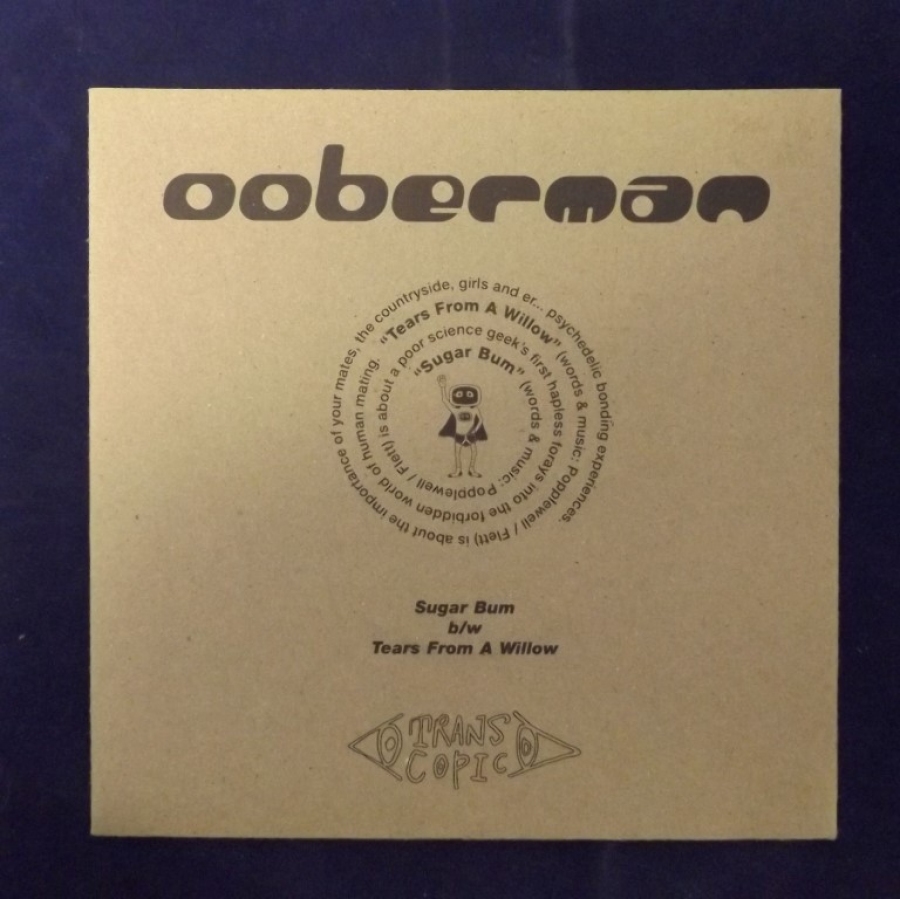 ooberman
“Sugar Bum” (words & music: Popplewell / Flett) is about a poor science geek's first hapless forays into the forbidden world of human mating. “Tears From A Willow” (words & music: Popplewell / Flett) is about the importance of your mates, the countryside, girls and er... psychedelic bonding experiences.
Sugar Bum
b/w
Tears From A Willow
TRANS
COPIC